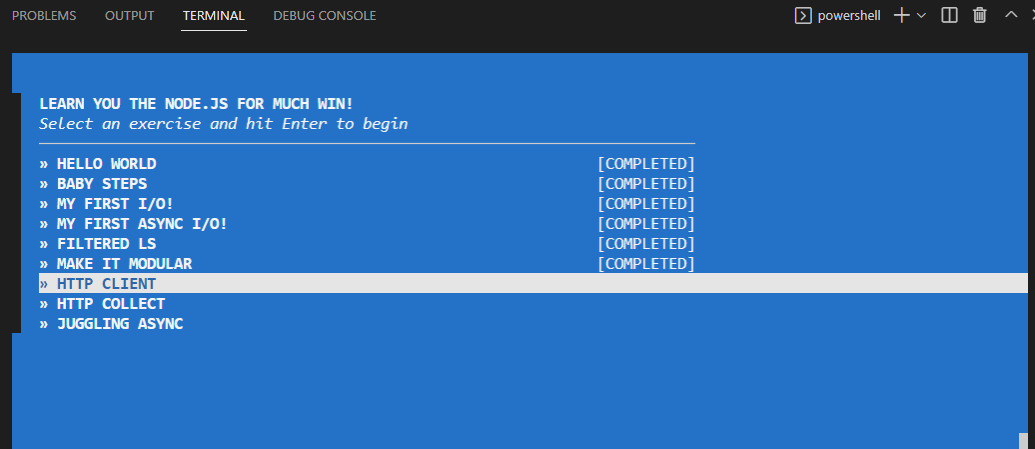 PROBLEMS OUTPUT TERMINAL DEBUG CONSOLE powershell
LEARN YOU THE NODE.JS FOR MUCH WIN!
Select an exercise and hit Enter to begin
» HELLO WORLD [COMPLETED]
» BABY STEPS [COMPLETED]
» MY FIRST I/O! [COMPLETED]
» MY FIRST ASYNC I/O! [COMPLETED]
» FILTERED LS [COMPLETED]
» MAKE IT MODULAR [COMPLETED]
» HTTP CLIENT
» HTTP COLLECT
» JUGGLING ASYNC